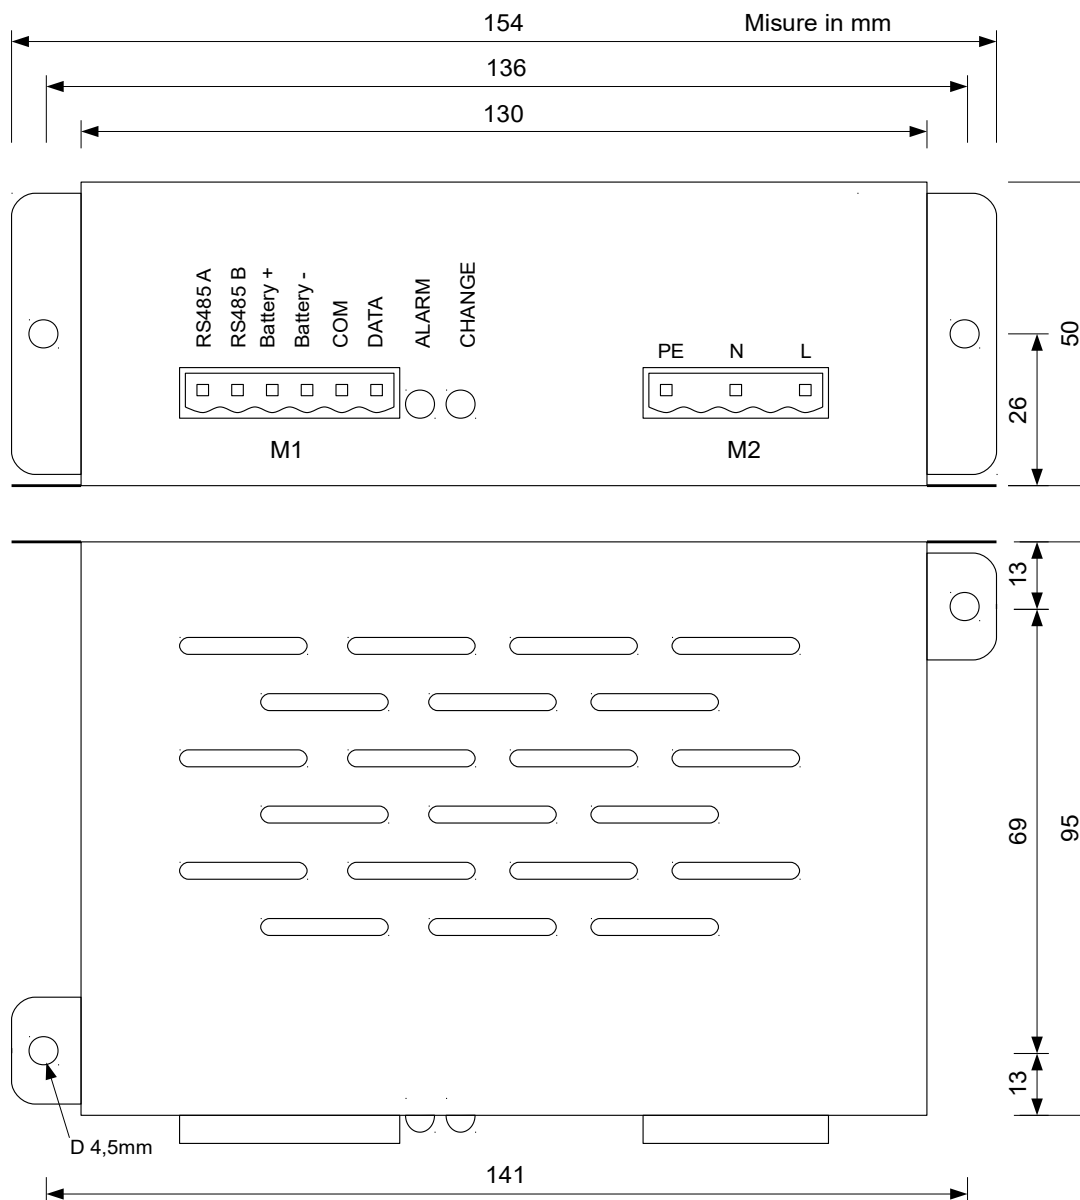 154
Misure in mm
136
130
RS485 A
RS485 B
Battery +
Battery -
COM
DATA
ALARM
CHANGE
PE
N
L
M1
M2
50
26
13
69
95
13
D 4,5mm
141